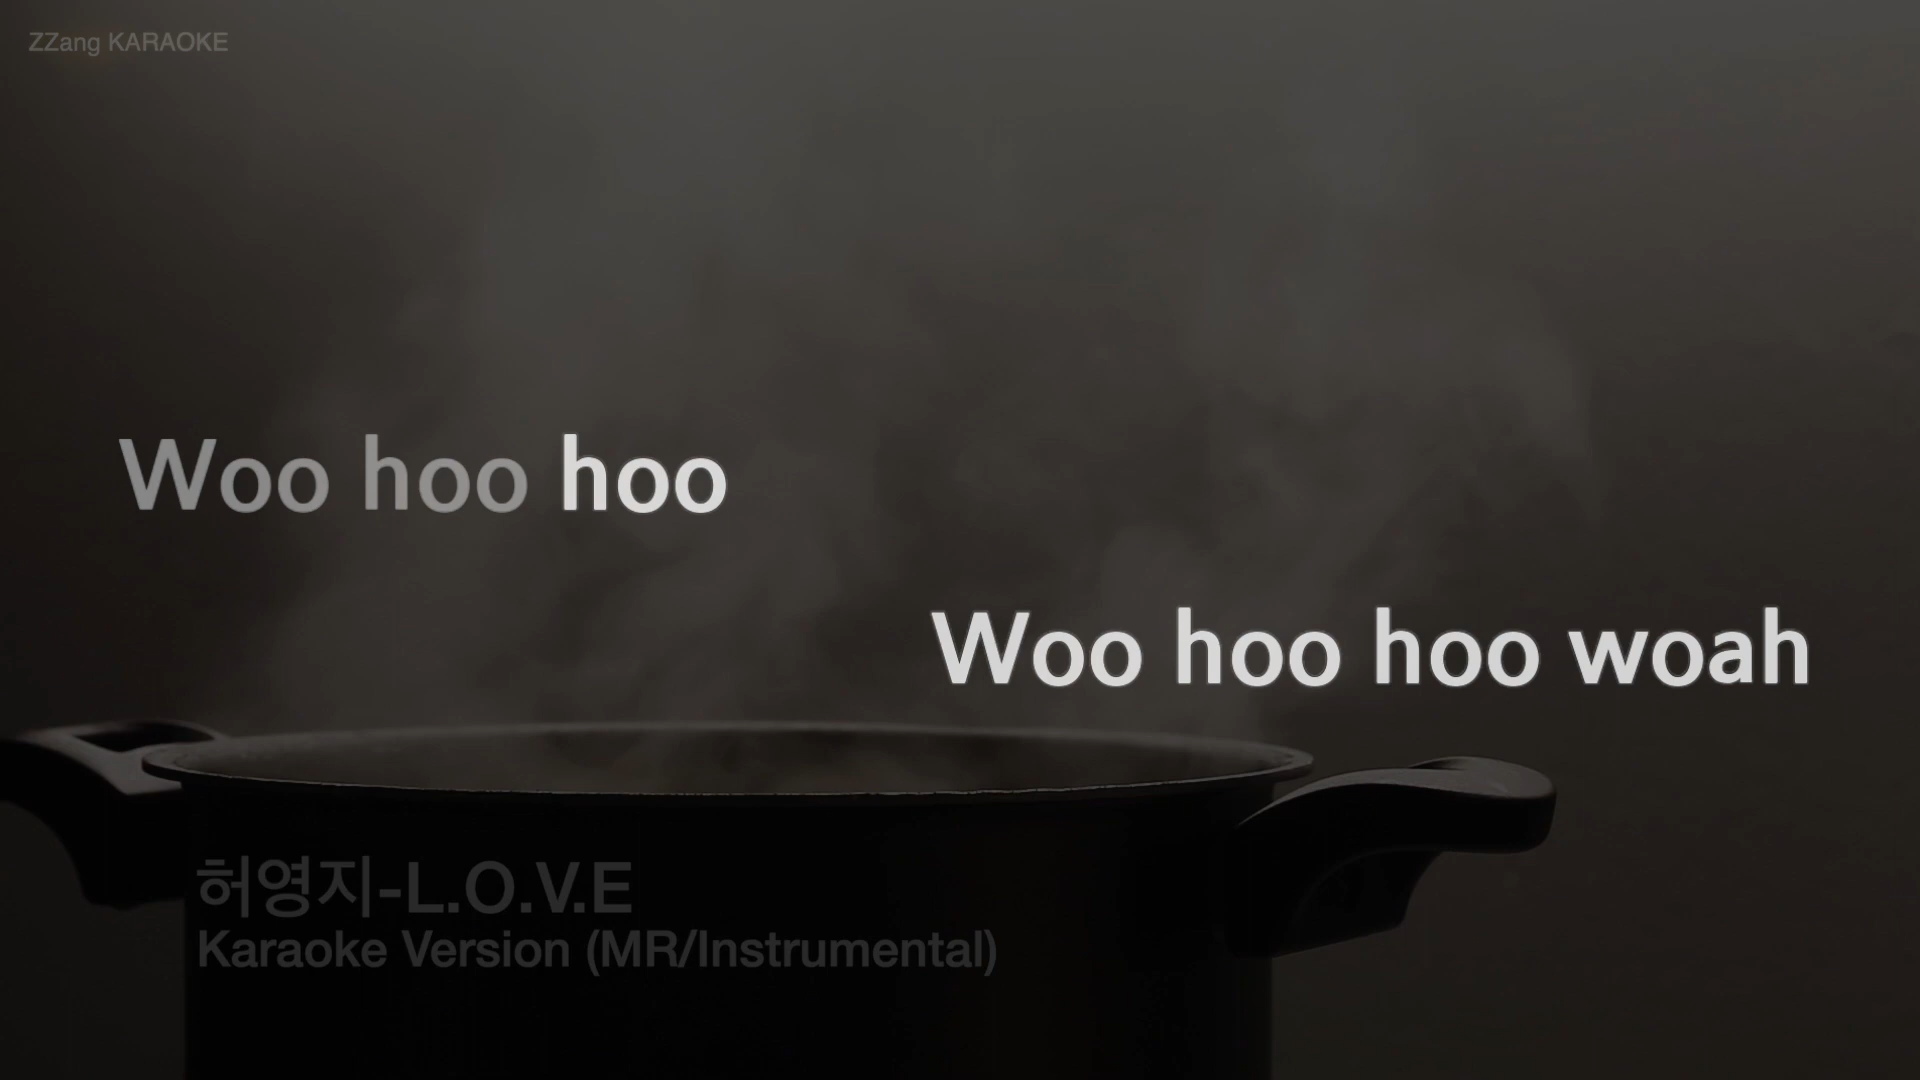 ZZang KARAOKE
Woo hoo hoo
Woo hoo hoo woah
허영지-L.O.V.E
Karaoke Version (MR/Instrumental)